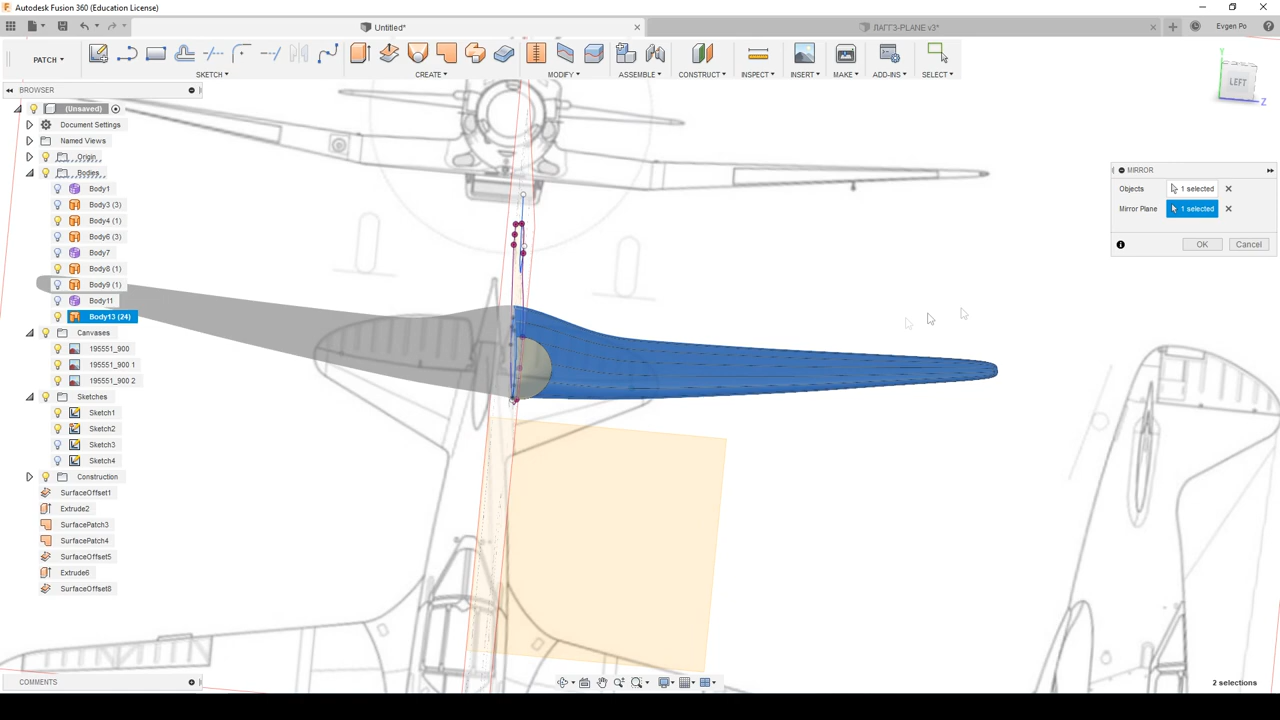 Autodesk Fusion 360 (Education License)
Untitled*
ЛАГГЗ-PLANE v3*
Evgen Po
PATCH
SKETCH
CREATE
MODIFY
ASSEMBLE
CONSTRUCT
INSPECT
INSERT
MAKE
ADD-INS
SELECT
BROWSER
(Unsaved)
Document Settings
Named Views
Origin
Bodies
Body1
Body3 (3)
Body4 (1)
Body6 (3)
Body7
Body8 (1)
Body9 (1)
Body11
Body13 (24)
Canvases
195551_900
195551_900 1
195551_900 2
Sketches
Sketch1
Sketch2
Sketch3
Sketch4
Construction
SurfaceOffset1
Extrude2
SurfacePatch3
SurfacePatch4
SurfaceOffset5
Extrude6
SurfaceOffset8
Y
LEFT
Z
MIRROR
Objects
1 selected
Mirror Plane
1 selected
OK
Cancel
COMMENTS
2 selections